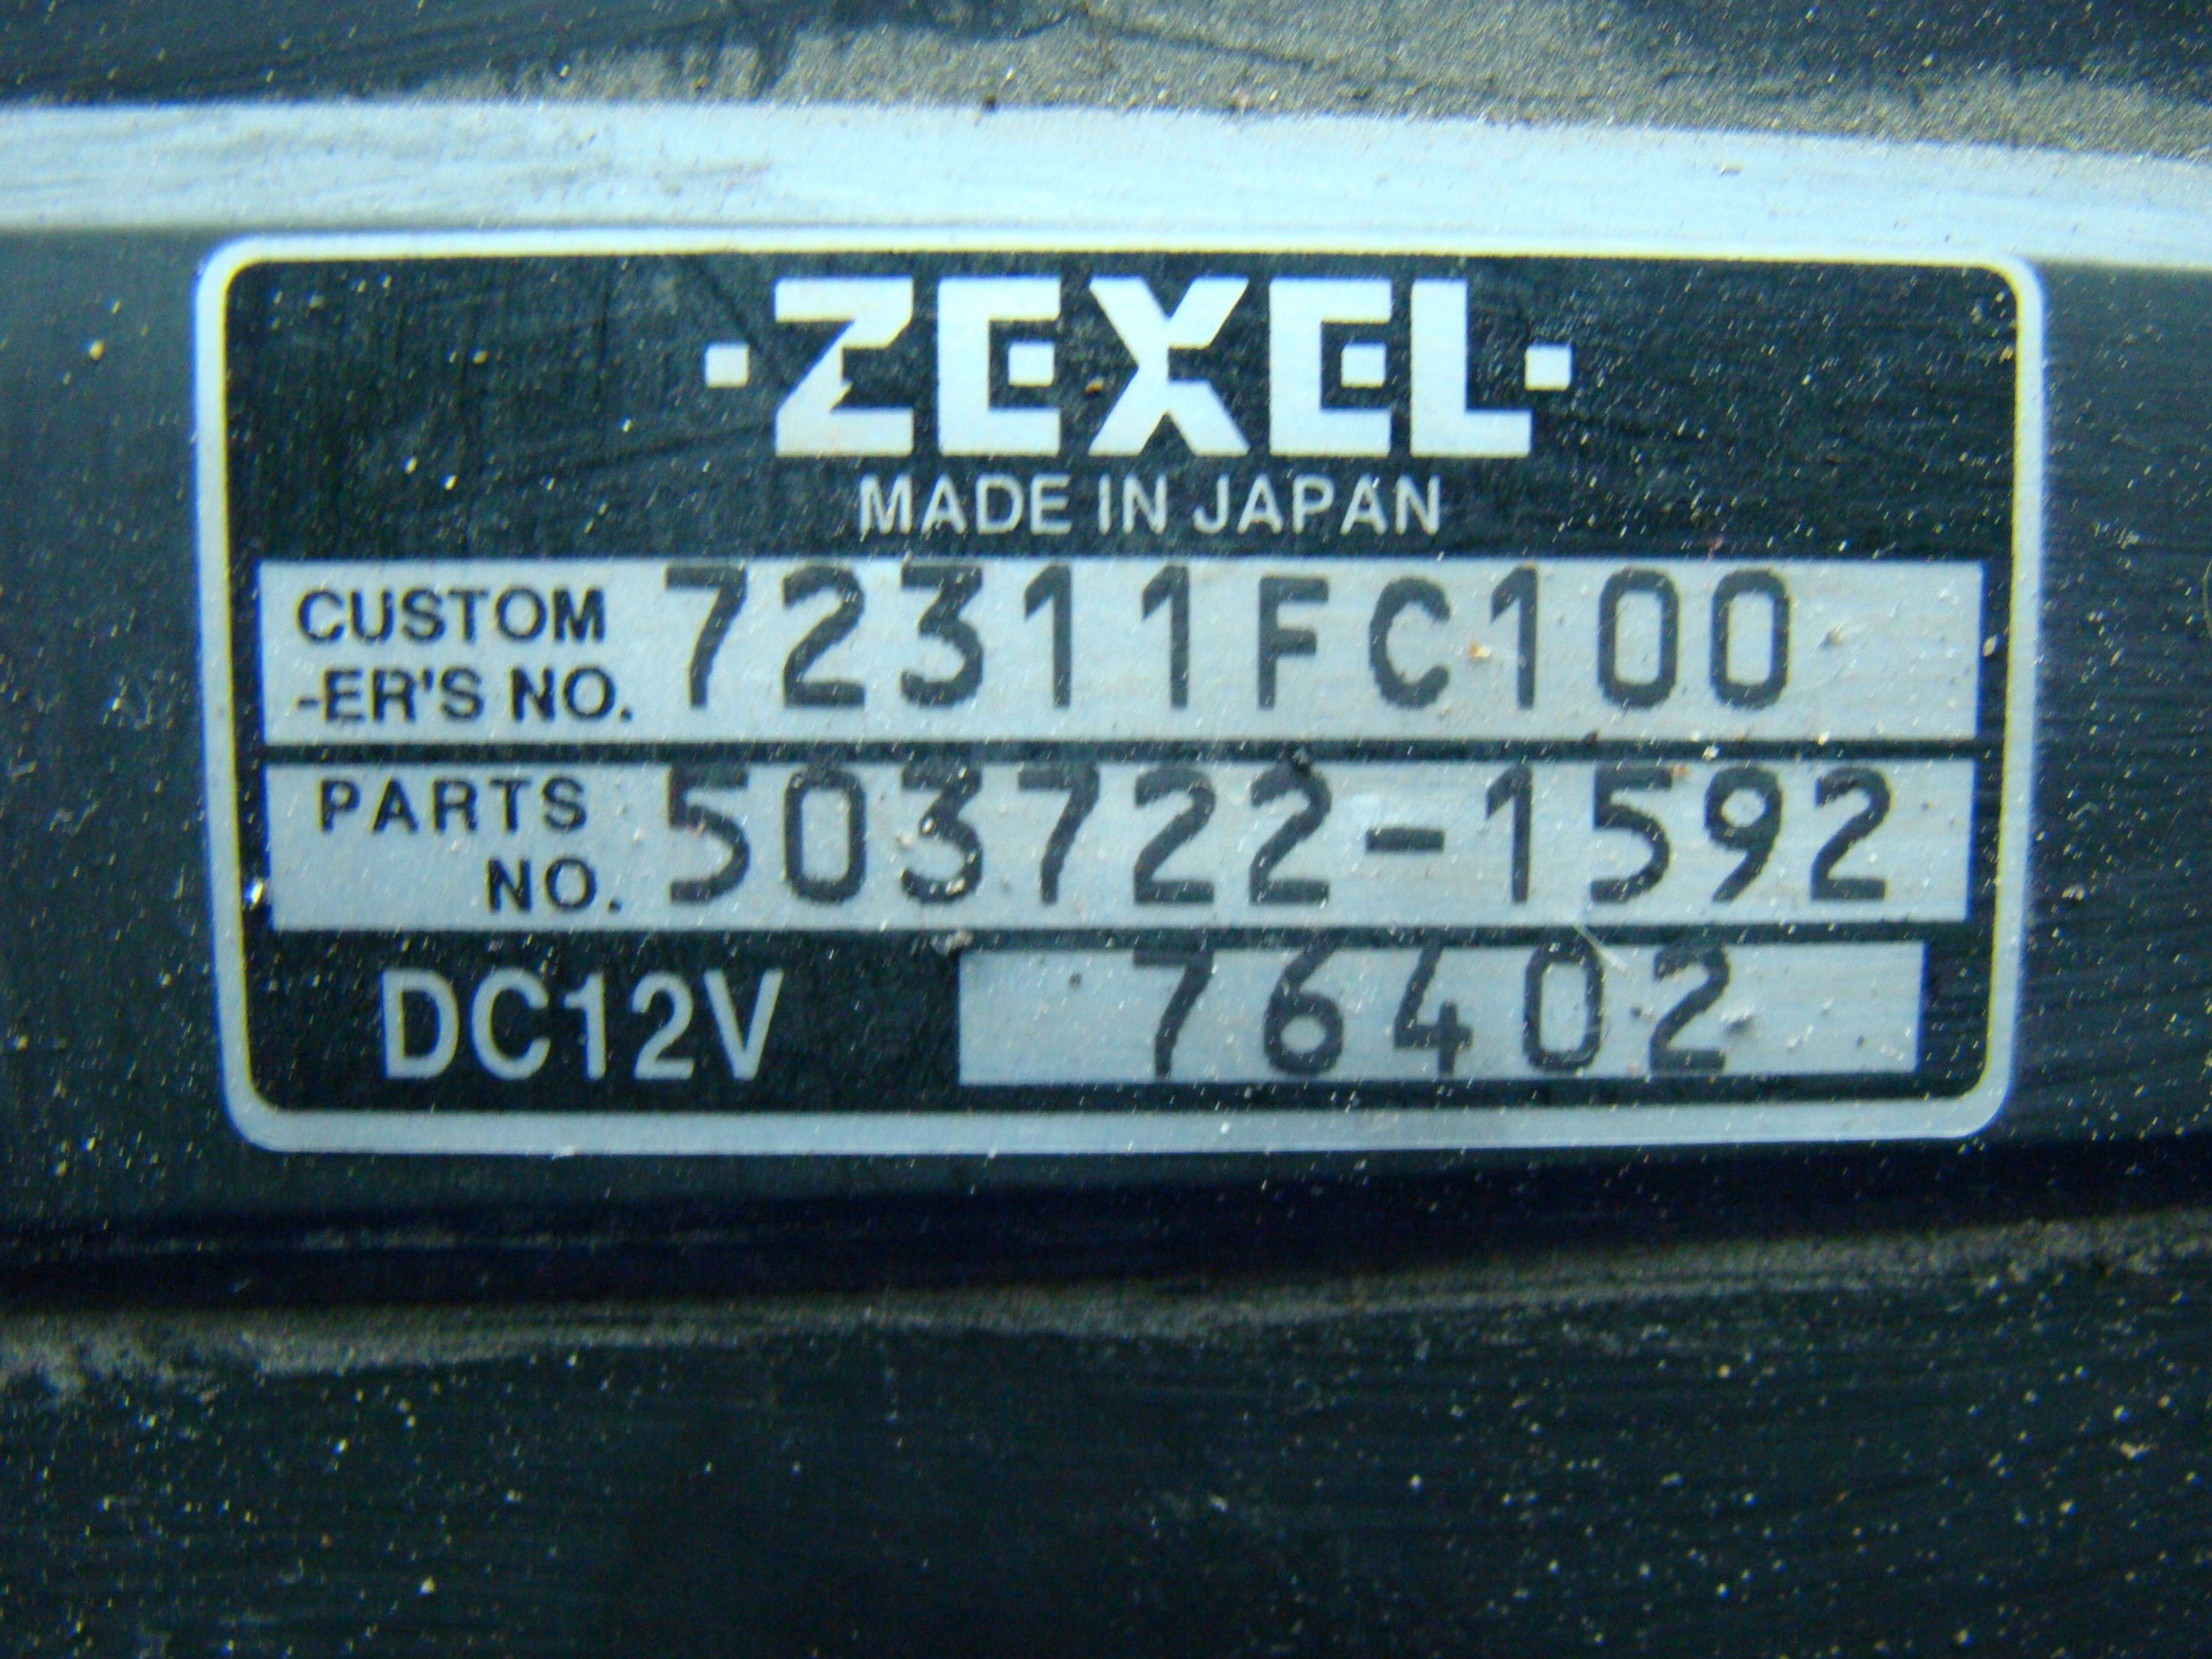 ZEXEL
MADE IN JAPAN
CUSTOM
-ER'S NO. 72311FC100
PARTS
NO. 503722-1592
DC12V 76402